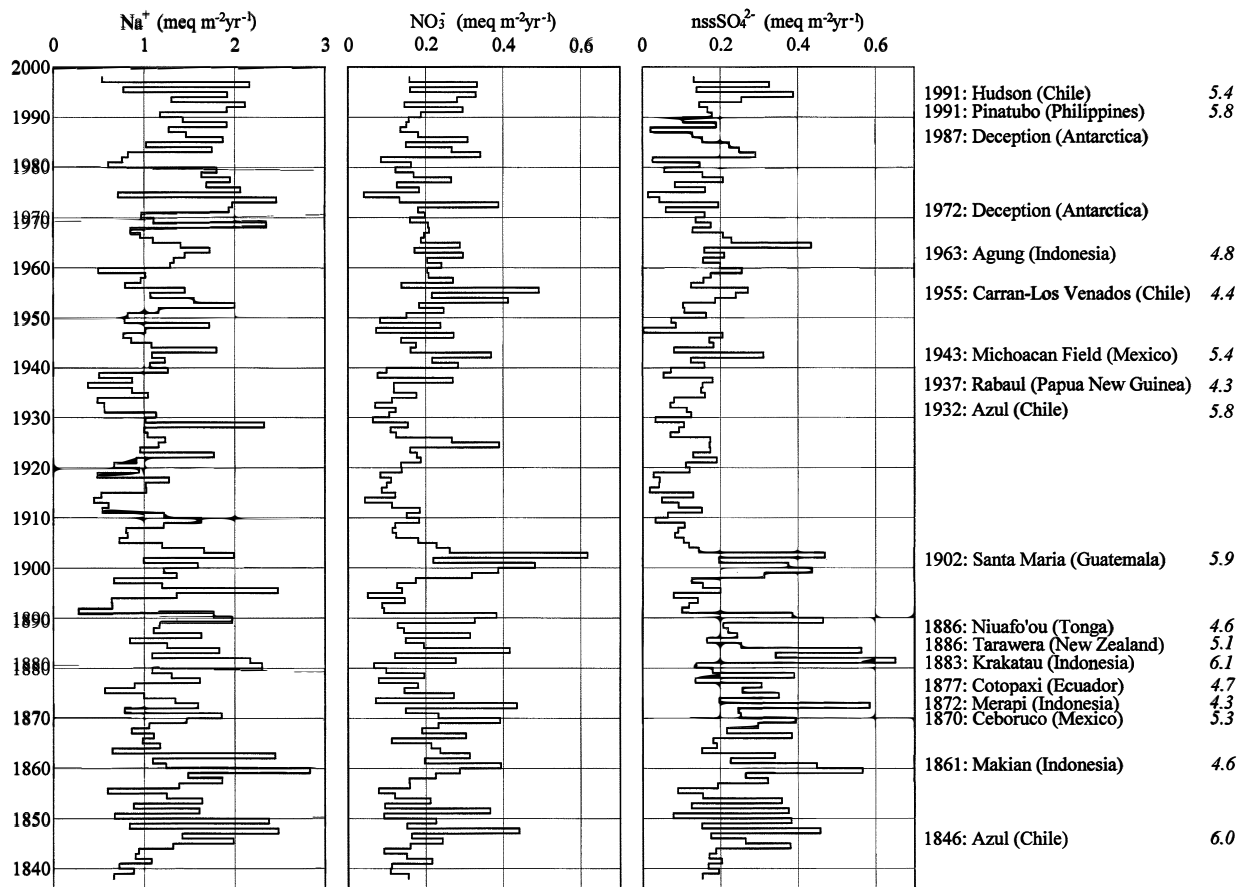 Na⁺ (meq m⁻²yr⁻¹) NO₃⁻ (meq m⁻²yr⁻¹) nssSO₄²⁻ (meq m⁻²yr⁻¹)
0 1 2 3 0 0.2 0.4 0.6 0 0.2 0.4 0.6
2000
1991: Hudson (Chile) 5.4
1990 1991: Pinatubo (Philippines) 5.8
1987: Deception (Antarctica)
1980
1972: Deception (Antarctica)
1970
1970
1963: Agung (Indonesia) 4.8
1960
1955: Carran-Los Venados (Chile) 4.4
1950
1943: Michoacan Field (Mexico) 5.4
1940
1937: Rabaul (Papua New Guinea) 4.3
1932: Azul (Chile) 5.8
1930
1920
1910
1902: Santa Maria (Guatemala) 5.9
1900
1890
1890
1886: Niuafo'ou (Tonga) 4.6
1886: Tarawera (New Zealand) 5.1
1880 1883: Krakatau (Indonesia) 6.1
1880
1877: Cotopaxi (Ecuador) 4.7
1872: Merapi (Indonesia) 4.3
1870 1870: Ceboruco (Mexico) 5.3
1860 1861: Makian (Indonesia) 4.6
1850
1846: Azul (Chile) 6.0
1840